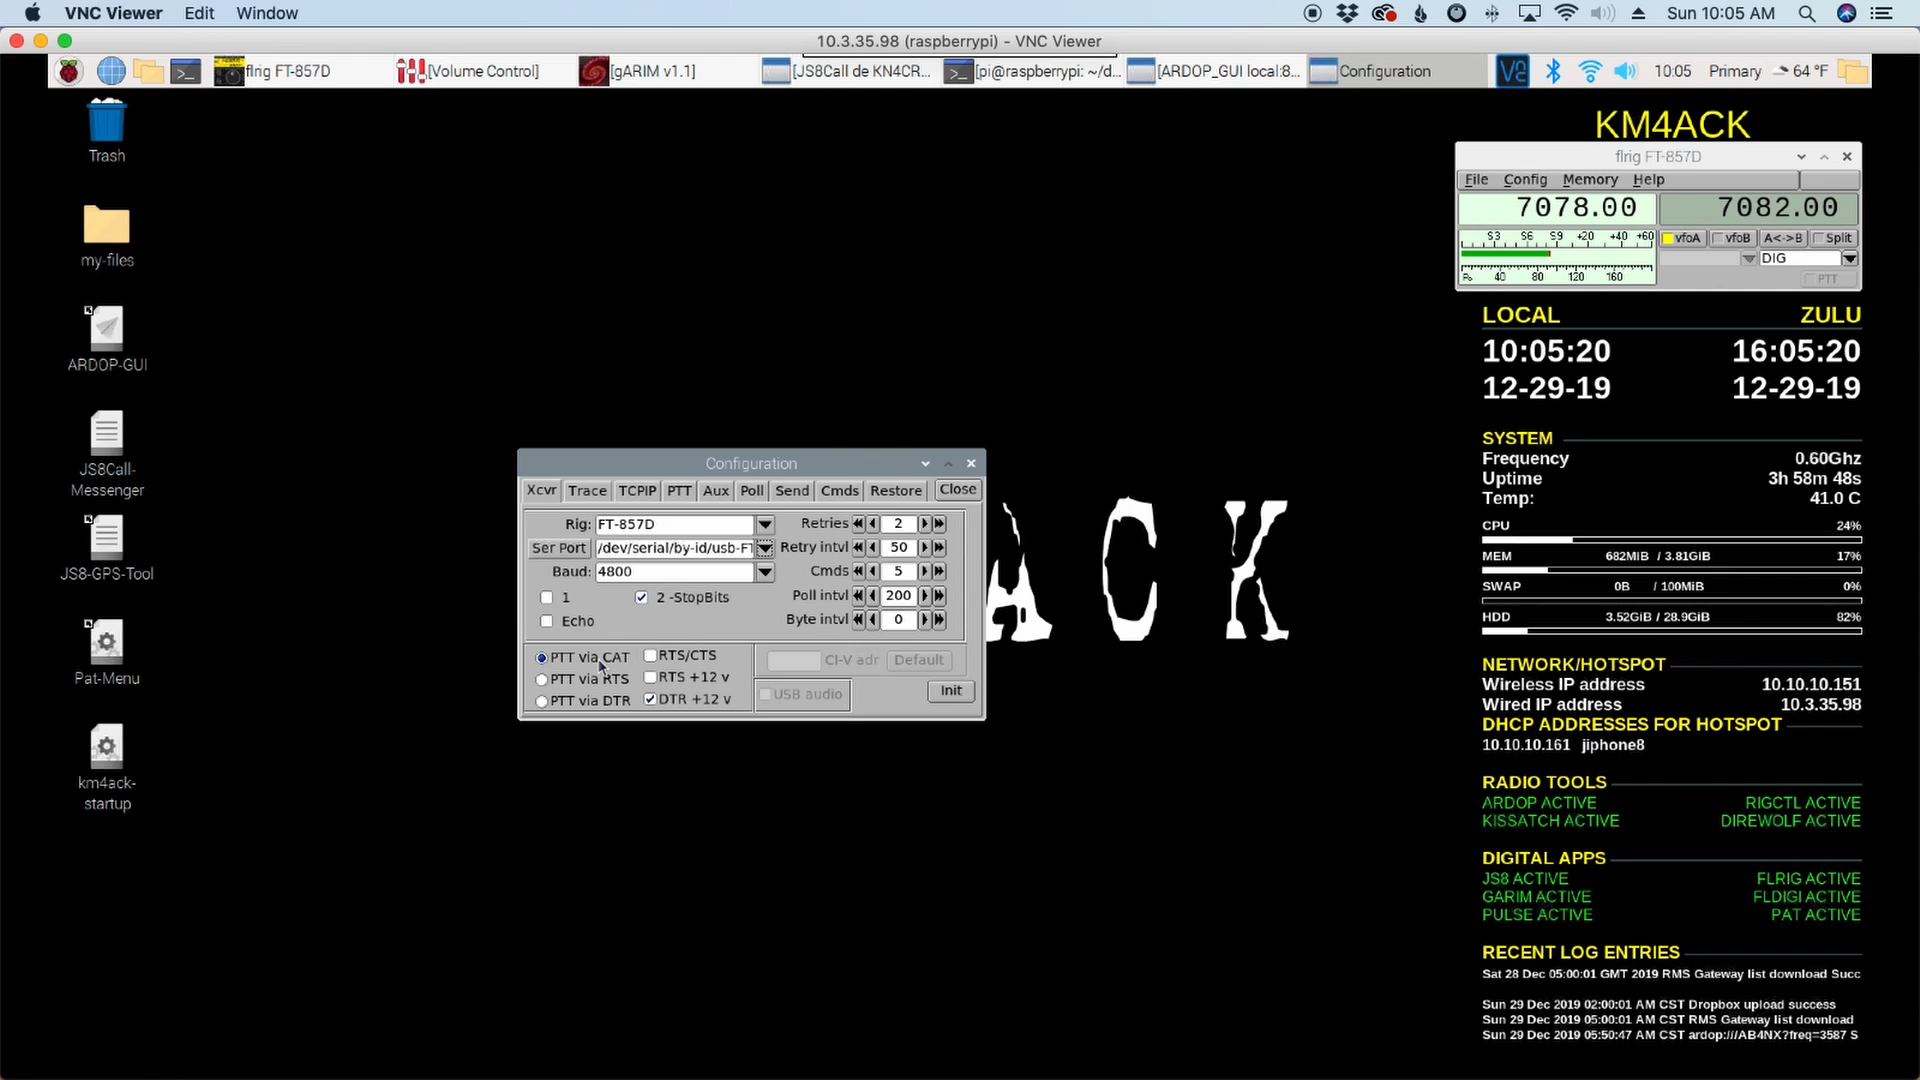 VNC Viewer Edit Window Sun 10:05 AM
10.3.35.98 (raspberrypi) - VNC Viewer
flrig FT-857D [Volume Control] [gARIM v1.1] [JS8Call de KN4CR... [pi@raspberrypi: ~/d... [ARDOP_GUI local:8... Configuration 10:05 Primary 64 °F
Trash
my-files
ARDOP-GUI
JS8Call-
Messenger
JS8-GPS-Tool
Pat-Menu
km4ack-
startup
Configuration
Xcvr Trace TCPIP PTT Aux Poll Send Cmds Restore Close
Rig: FT-857D Retries 2
Ser Port /dev/serial/by-id/usb-FT Retry intvl 50
Baud: 4800 Cmds 5
1 2 -StopBits Poll intvl 200
Echo Byte intvl 0
PTT via CAT RTS/CTS CI-V adr Default
PTT via RTS RTS +12 v Init
PTT via DTR DTR +12 v USB audio
A C K
KM4ACK
flrig FT-857D
File Config Memory Help
7078.00 7082.00
S3 S6 S9 +20 +40 +60 vfoA vfoB A<->B Split
DIG
Po 40 80 120 160 PTT
LOCAL ZULU
10:05:20 16:05:20
12-29-19 12-29-19
SYSTEM
Frequency 0.60Ghz
Uptime 3h 58m 48s
Temp: 41.0 C
CPU 24%
MEM 682MiB / 3.81GiB 17%
SWAP 0B / 100MiB 0%
HDD 3.52GiB / 28.9GiB 82%
NETWORK/HOTSPOT
Wireless IP address 10.10.10.151
Wired IP address 10.3.35.98
DHCP ADDRESSES FOR HOTSPOT
10.10.10.161 jiphone8
RADIO TOOLS
ARDOP ACTIVE RIGCTL ACTIVE
KISSATCH ACTIVE DIREWOLF ACTIVE
DIGITAL APPS
JS8 ACTIVE FLRIG ACTIVE
GARIM ACTIVE FLDIGI ACTIVE
PULSE ACTIVE PAT ACTIVE
RECENT LOG ENTRIES
Sat 28 Dec 05:00:01 GMT 2019 RMS Gateway list download Succ
Sun 29 Dec 2019 02:00:01 AM CST Dropbox upload success
Sun 29 Dec 2019 05:00:01 AM CST RMS Gateway list download
Sun 29 Dec 2019 05:50:47 AM CST ardop:///AB4NX?freq=3587 S